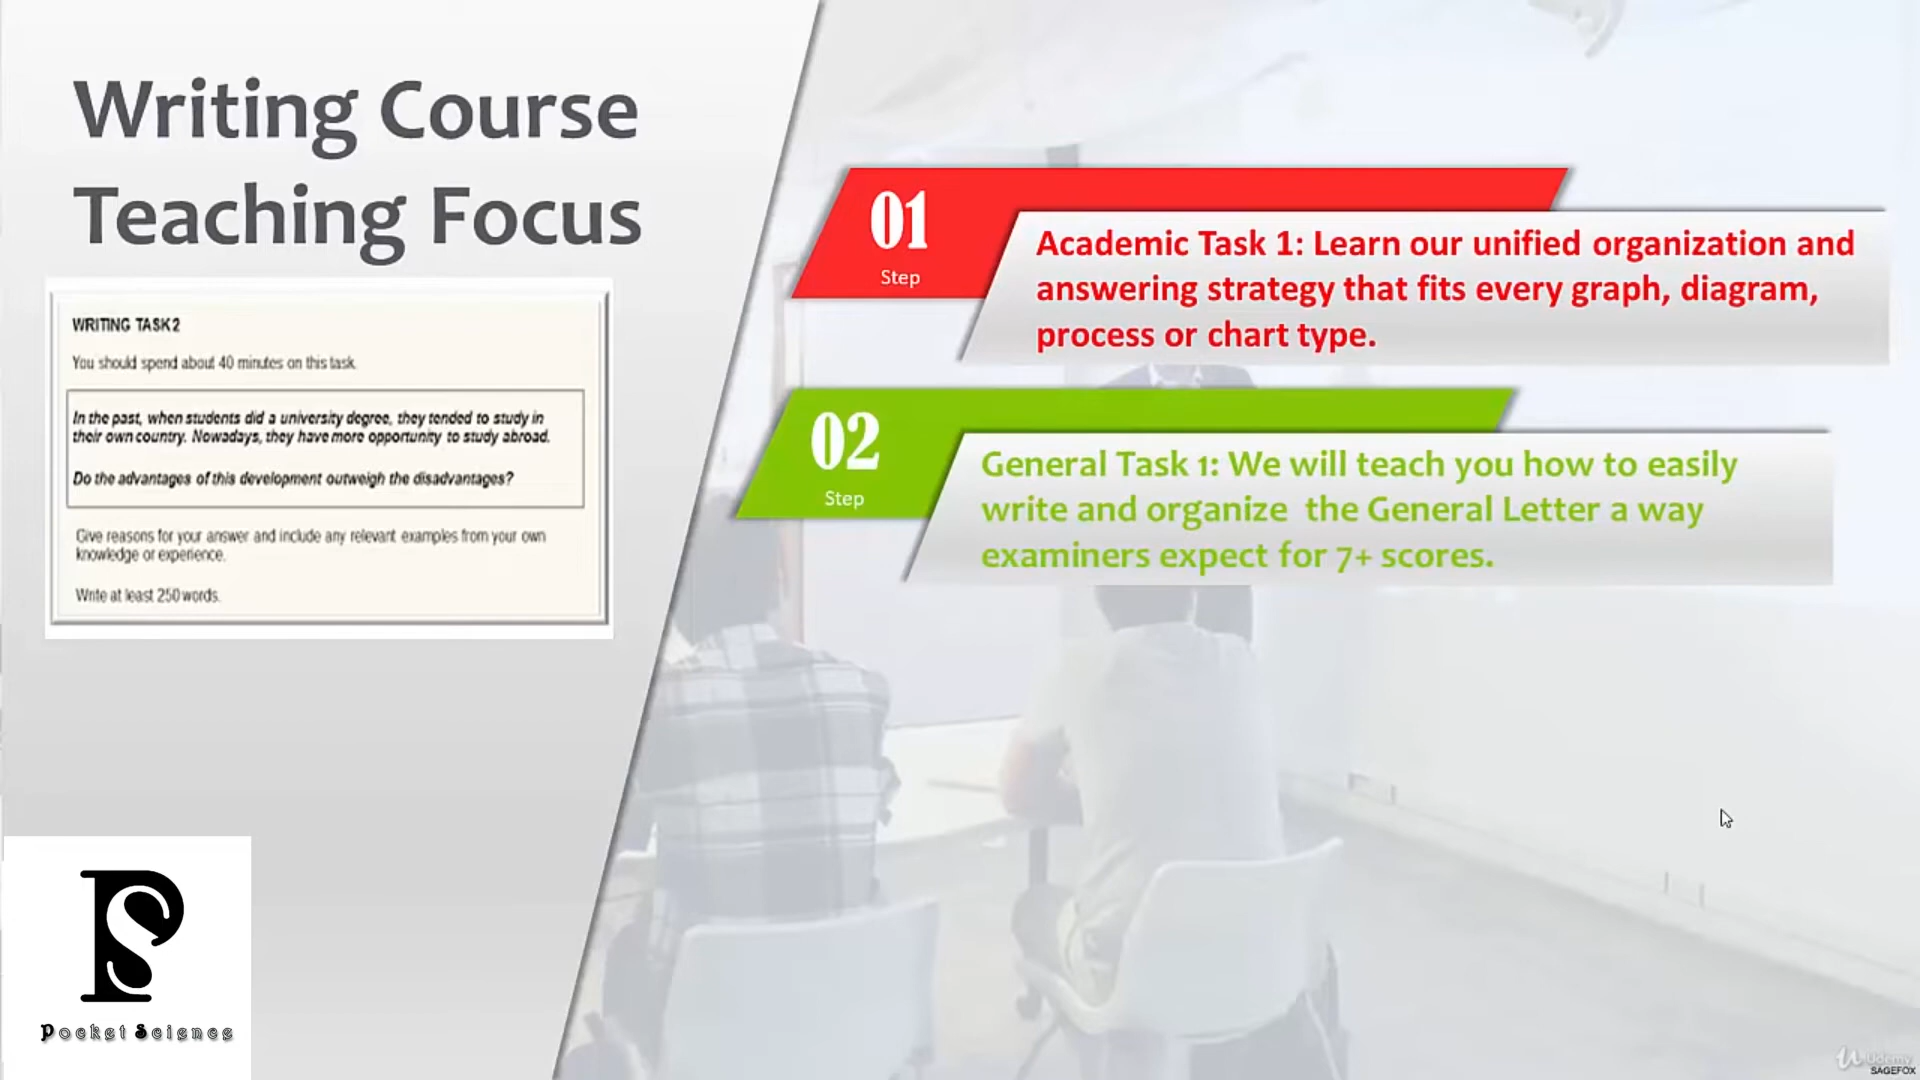 Writing Course
Teaching Focus
WRITING TASK 2
You should spend about 40 minutes on this task.
In the past, when students did a university degree, they tended to study in
their own country. Nowadays, they have more opportunity to study abroad.
Do the advantages of this development outweigh the disadvantages?
Give reasons for your answer and include any relevant examples from your own
knowledge or experience.
Write at least 250 words.
01
Step
Academic Task 1: Learn our unified organization and
answering strategy that fits every graph, diagram,
process or chart type.
02
Step
General Task 1: We will teach you how to easily
write and organize  the General Letter a way
examiners expect for 7+ scores.
Pocket Science
Udemy
SAGEFOX